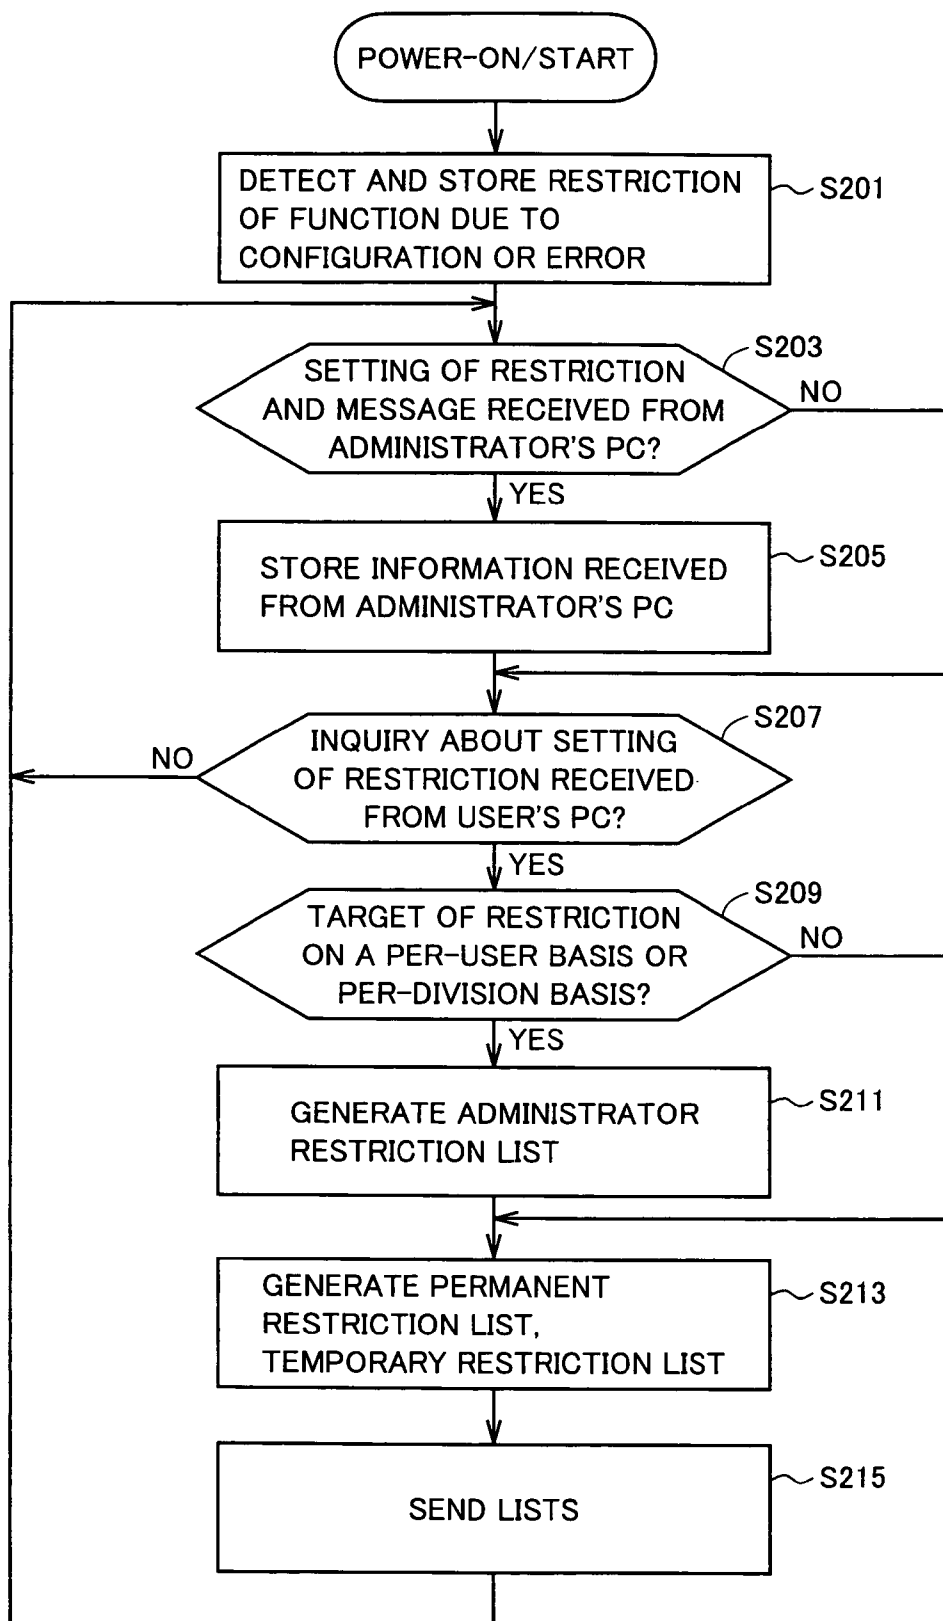 POWER-ON/START
DETECT AND STORE RESTRICTION
OF FUNCTION DUE TO
CONFIGURATION OR ERROR
S201
SETTING OF RESTRICTION
AND MESSAGE RECEIVED FROM
ADMINISTRATOR'S PC?
S203
NO
YES
STORE INFORMATION RECEIVED
FROM ADMINISTRATOR'S PC
S205
INQUIRY ABOUT SETTING
OF RESTRICTION RECEIVED
FROM USER'S PC?
S207
NO
YES
TARGET OF RESTRICTION
ON A PER-USER BASIS OR
PER-DIVISION BASIS?
S209
NO
YES
GENERATE ADMINISTRATOR
RESTRICTION LIST
S211
GENERATE PERMANENT
RESTRICTION LIST,
TEMPORARY RESTRICTION LIST
S213
SEND LISTS
S215